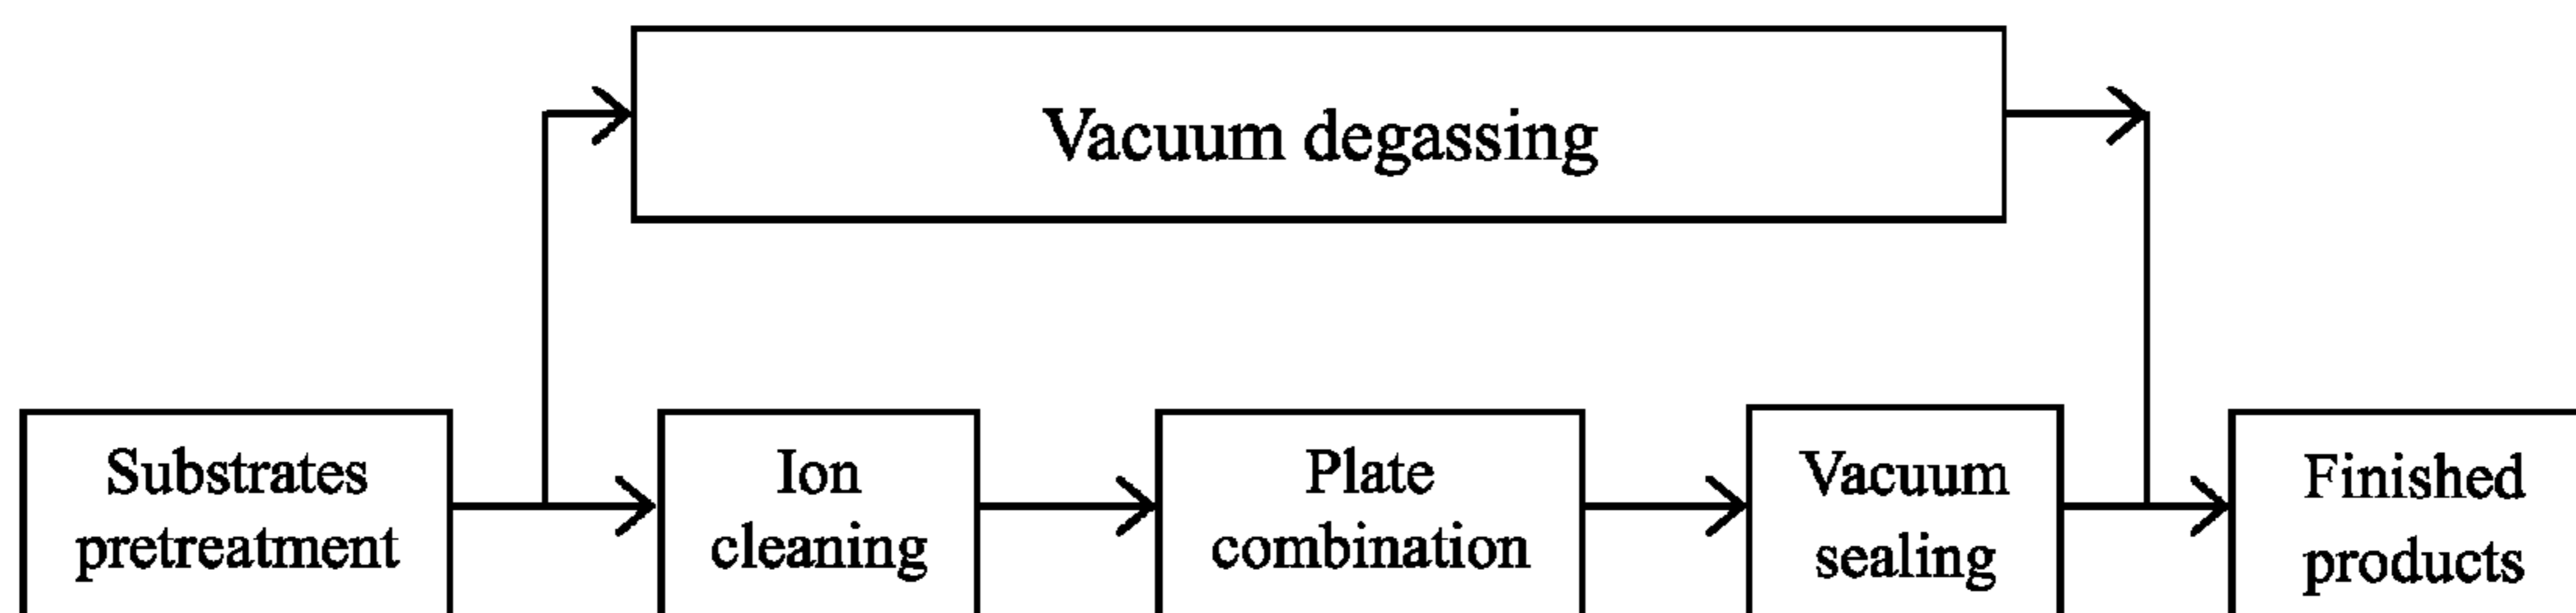 Vacuum degassing
Substrates
pretreatment
Ion
cleaning
Plate
combination
Vacuum
sealing
Finished
products